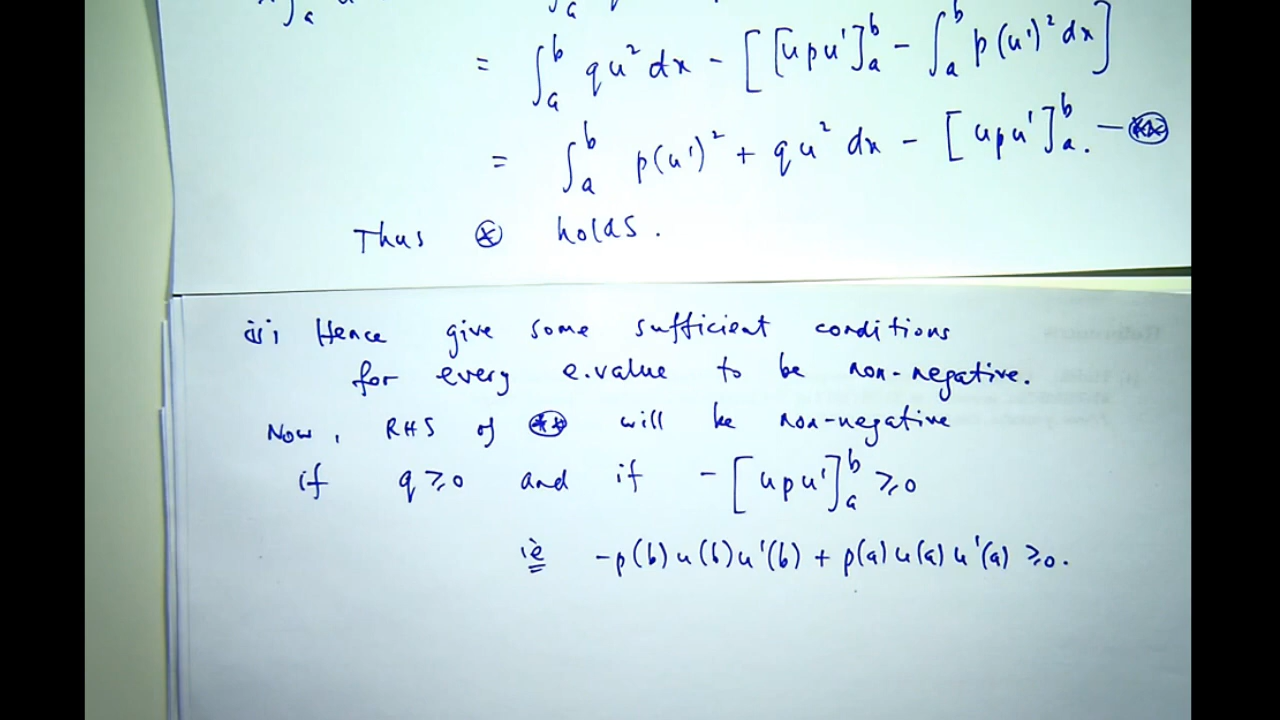 = ∫_a^b qu² dx - [ [upu']_a^b - ∫_a^b p(u')² dx ]
= ∫_a^b p(u')² + qu² dx - [upu']_a^b. — ⊛⊛
Thus ⊛ holds.
(ii) Hence give some sufficient conditions
for every e.value to be non-negative.
Now, RHS of ⊛⊛ will be non-negative
if q ≥ 0 and if - [upu']_a^b ≥ 0
ie -p(b)u(b)u'(b) + p(a)u(a)u'(a) ≥ 0.